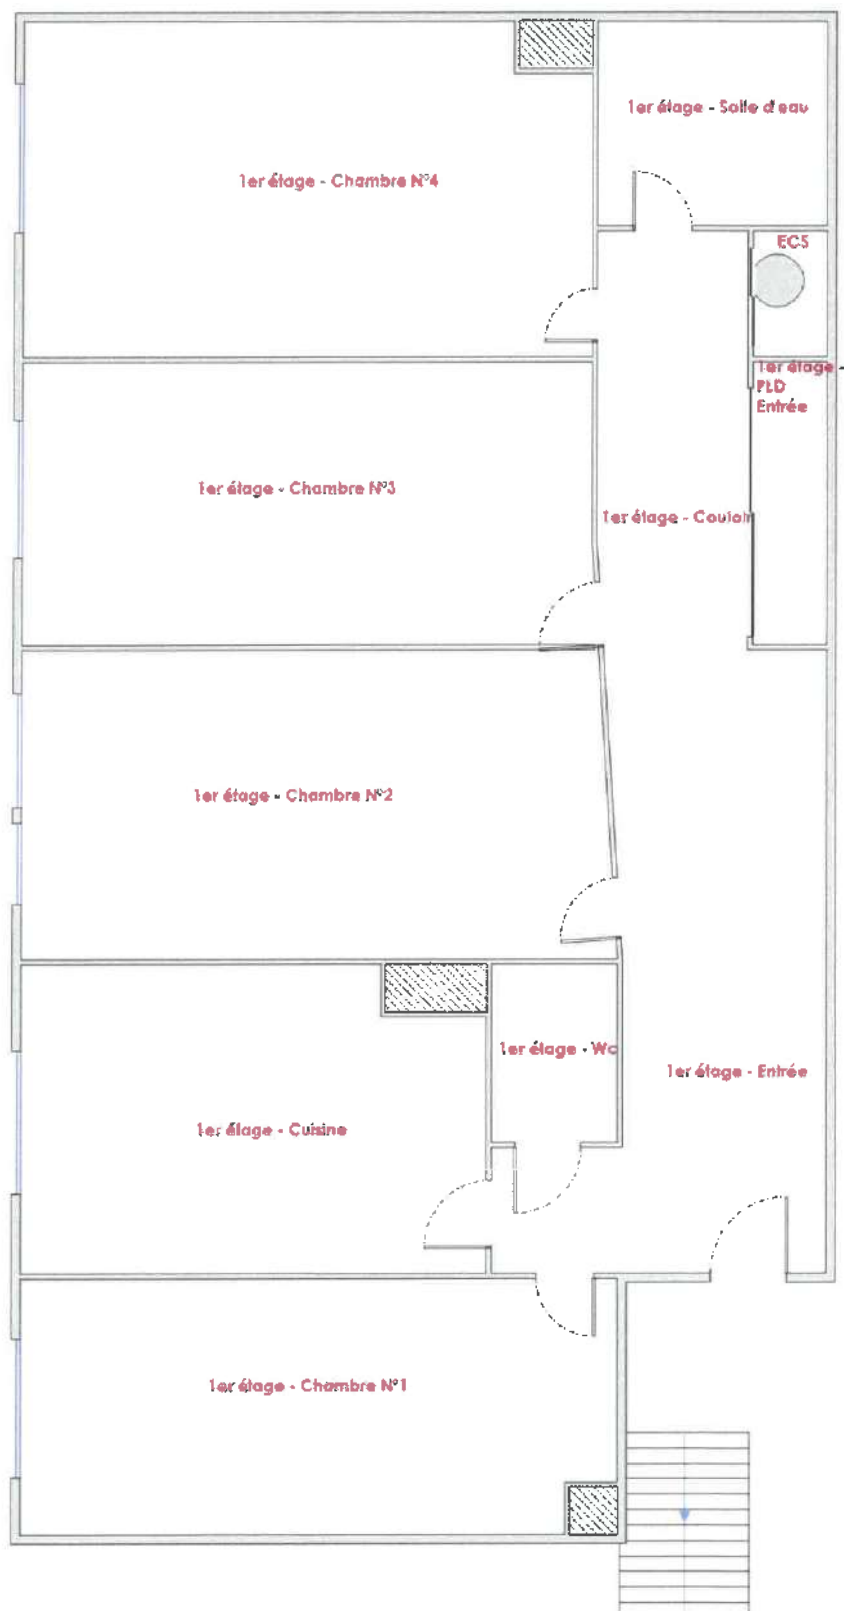 1er étage - Salle d'eau
1er étage - Chambre N°4
ECS
1er étage -
PLD
Entrée
1er étage - Chambre N°3
1er étage - Couloir
1er étage - Chambre N°2
1er étage - Wc
1er étage - Entrée
1er étage - Cuisine
1er étage - Chambre N°1